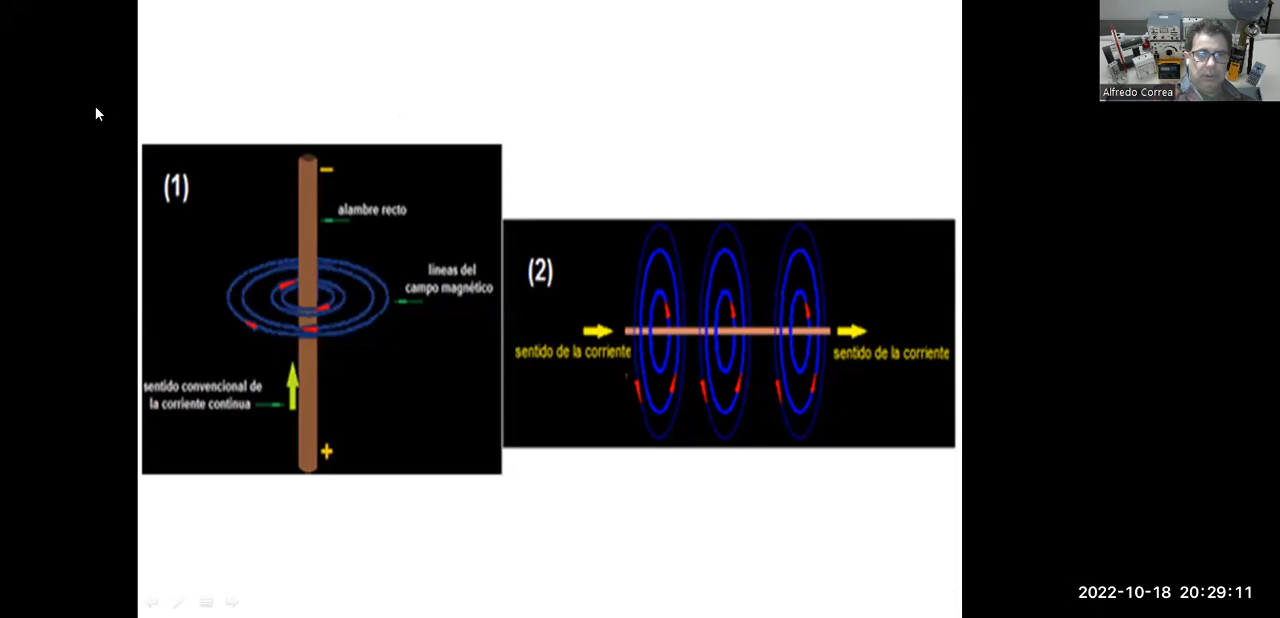 Alfredo Correa
(1)
−
alambre recto
lineas del
campo magnético
sentido convencional de
la corriente continua
+
(2)
sentido de la corriente
sentido de la corriente
2022-10-18 20:29:11